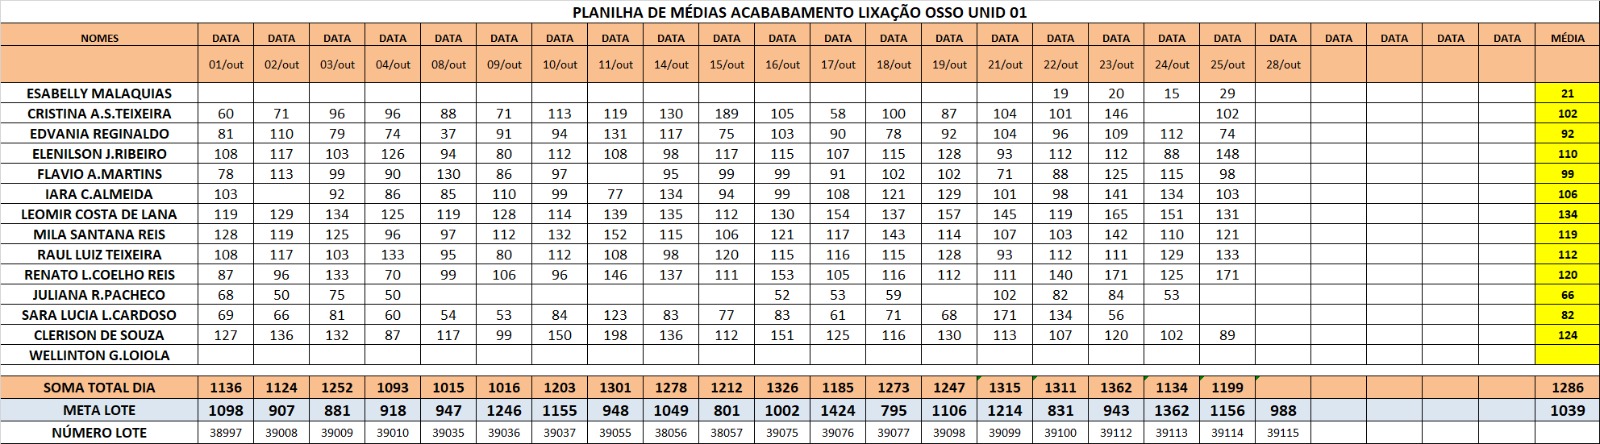 PLANILHA DE MÉDIAS ACABABAMENTO LIXAÇÃO OSSO UNID 01
NOMES DATA DATA DATA DATA DATA DATA DATA DATA DATA DATA DATA DATA DATA DATA DATA DATA DATA DATA DATA DATA DATA DATA DATA DATA MÉDIA
01/out 02/out 03/out 04/out 08/out 09/out 10/out 11/out 14/out 15/out 16/out 17/out 18/out 19/out 21/out 22/out 23/out 24/out 25/out 28/out
ESABELLY MALAQUIAS 19 20 15 29 21
CRISTINA A.S.TEIXEIRA 60 71 96 96 88 71 113 119 130 189 105 58 100 87 104 101 146 102 102
EDVANIA REGINALDO 81 110 79 74 37 91 94 131 117 75 103 90 78 92 104 96 109 112 74 92
ELENILSON J.RIBEIRO 108 117 103 126 94 80 112 108 98 117 115 107 115 128 93 112 112 88 148 110
FLAVIO A.MARTINS 78 113 99 90 130 86 97 95 99 99 91 102 102 71 88 125 115 98 99
IARA C.ALMEIDA 103 92 86 85 110 99 77 134 94 99 108 121 129 101 98 141 134 103 106
LEOMIR COSTA DE LANA 119 129 134 125 119 128 114 139 135 112 130 154 137 157 145 119 165 151 131 134
MILA SANTANA REIS 128 119 125 96 97 112 132 152 115 106 121 117 143 114 107 103 142 110 121 119
RAUL LUIZ TEIXEIRA 108 117 103 133 95 80 112 108 98 120 115 116 115 128 93 112 111 129 133 112
RENATO L.COELHO REIS 87 96 133 70 99 106 96 146 137 111 153 105 116 112 111 140 171 125 171 120
JULIANA R.PACHECO 68 50 75 50 52 53 59 102 82 84 53 66
SARA LUCIA L.CARDOSO 69 66 81 60 54 53 84 123 83 77 83 61 71 68 171 134 56 82
CLERISON DE SOUZA 127 136 132 87 117 99 150 198 136 112 151 125 116 130 113 107 120 102 89 124
WELLINTON G.LOIOLA
SOMA TOTAL DIA 1136 1124 1252 1093 1015 1016 1203 1301 1278 1212 1326 1185 1273 1247 1315 1311 1362 1134 1199 1286
META LOTE 1098 907 881 918 947 1246 1155 948 1049 801 1002 1424 795 1106 1214 831 943 1362 1156 988 1039
NÚMERO LOTE 38997 39008 39009 39010 39035 39036 39037 39055 38056 38057 39075 39076 39077 39098 39099 39100 39112 39113 39114 39115